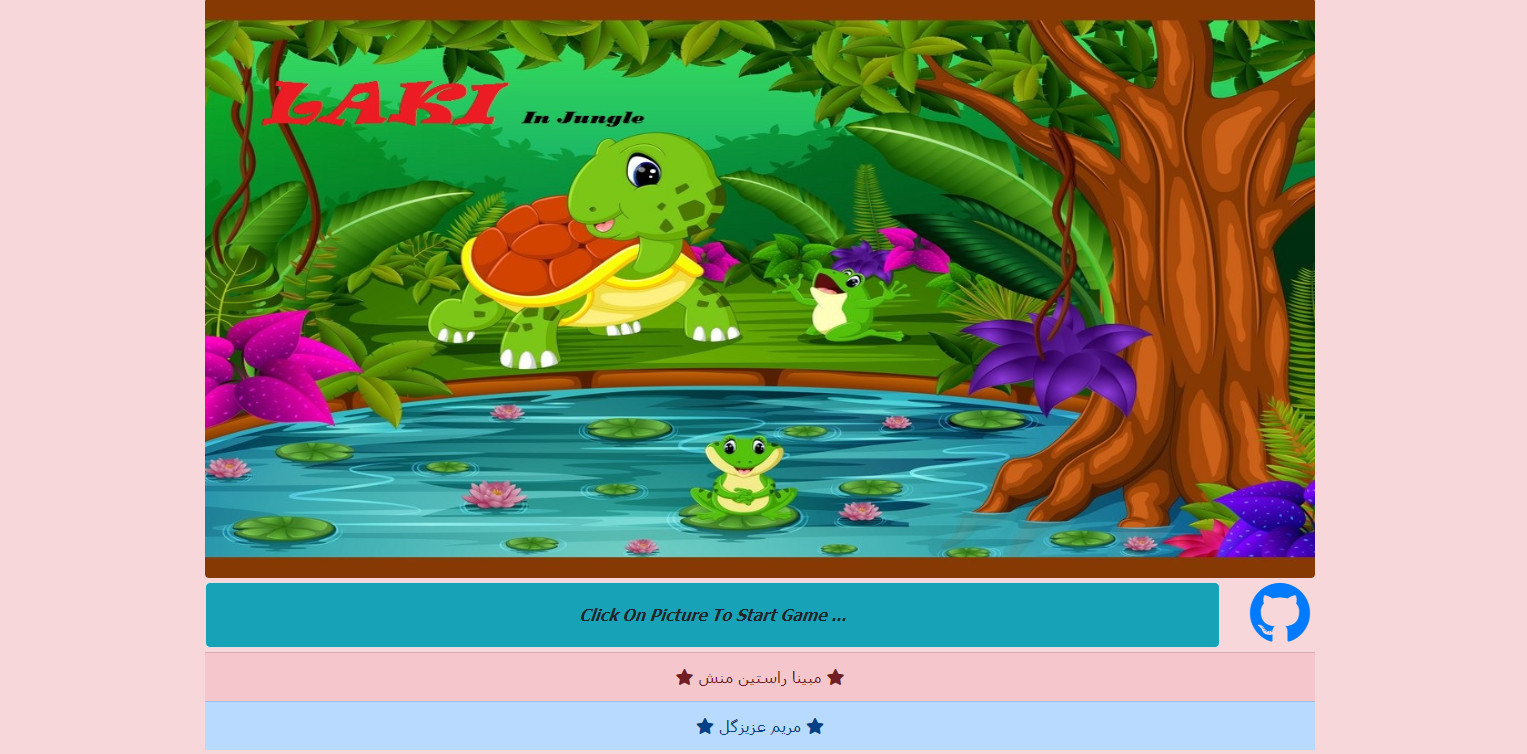 LAKI In Jungle
Click On Picture To Start Game ...
★ مبینا راستین منش ★
★ مریم عزیزگل ★